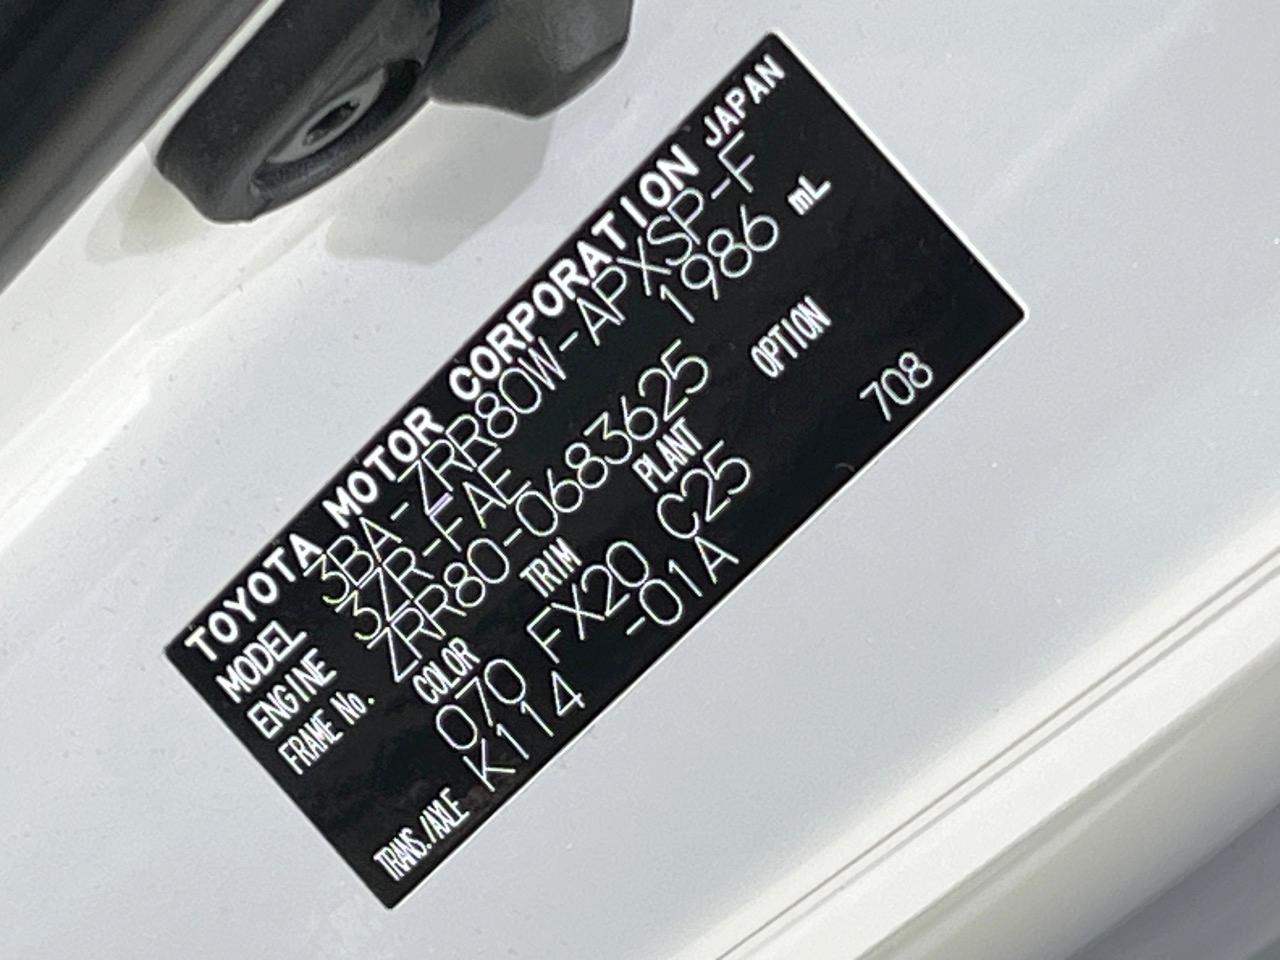 TOYOTA MOTOR CORPORATION JAPAN
MODEL 3BA-ZRR80W-APXSP-F
ENGINE 3ZR-FAE 1986 mL
FRAME No. ZRR80-0683625
COLOR TRIM PLANT OPTION
070 FX20 C25 708
TRANS./AXLE K114 -01A